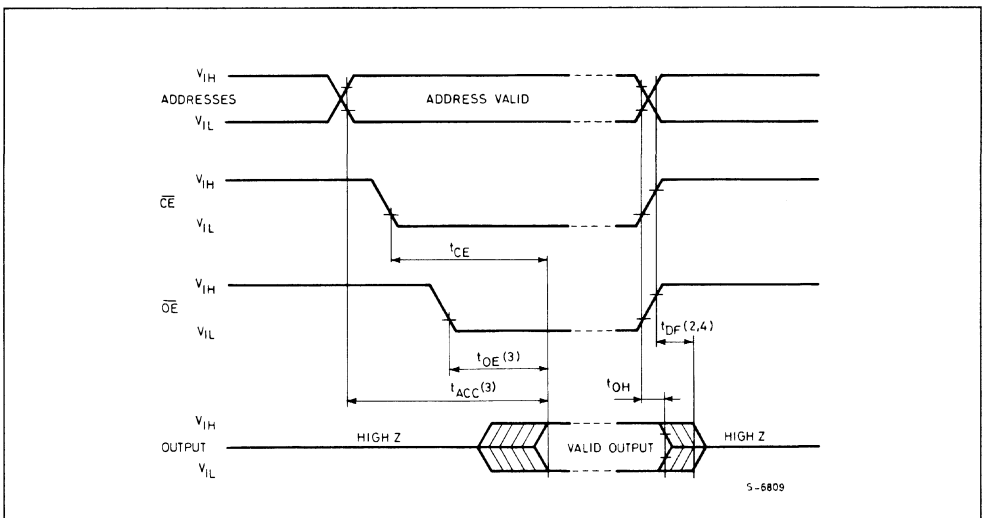 VIH
ADDRESSES
ADDRESS VALID
VIL
VIH
CE
VIL
tCE
VIH
OE
VIL
tDF(2,4)
tOE(3)
tACC(3)
tOH
VIH
HIGH Z
OUTPUT
VALID OUTPUT
HIGH Z
VIL
S-6809